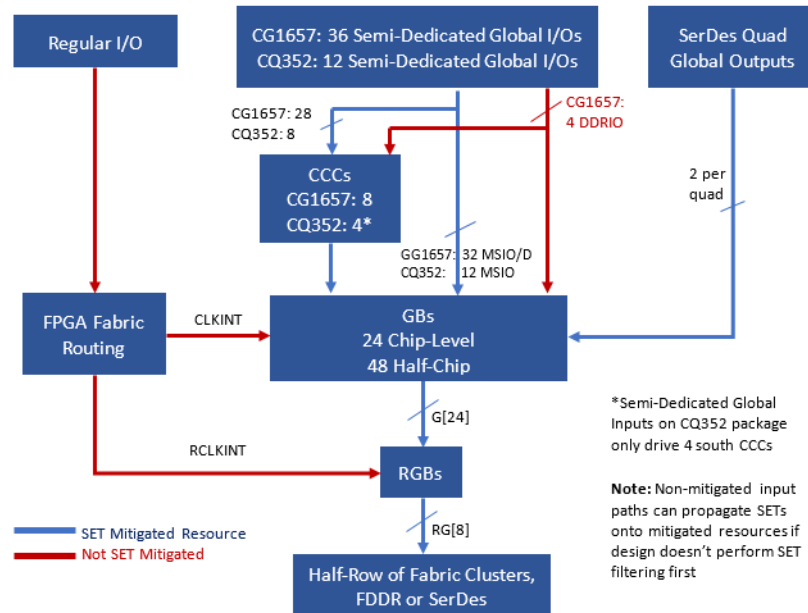 Regular I/O
CG1657: 36 Semi-Dedicated Global I/Os
CQ352: 12 Semi-Dedicated Global I/Os
SerDes Quad
Global Outputs
CG1657: 28
CQ352: 8
CG1657:
4 DDRIO
CCCs
CG1657: 8
CQ352: 4*
2 per
quad
GG1657: 32 MSIO/D
CQ352: 12 MSIO
FPGA Fabric
Routing
CLKINT
GBs
24 Chip-Level
48 Half-Chip
G[24]
RCLKINT
RGBs
RG[8]
*Semi-Dedicated Global
Inputs on CQ352 package
only drive 4 south CCCs
Note: Non-mitigated input
paths can propagate SETs
onto mitigated resources if
design doesn't perform SET
filtering first
SET Mitigated Resource
Not SET Mitigated
Half-Row of Fabric Clusters,
FDDR or SerDes